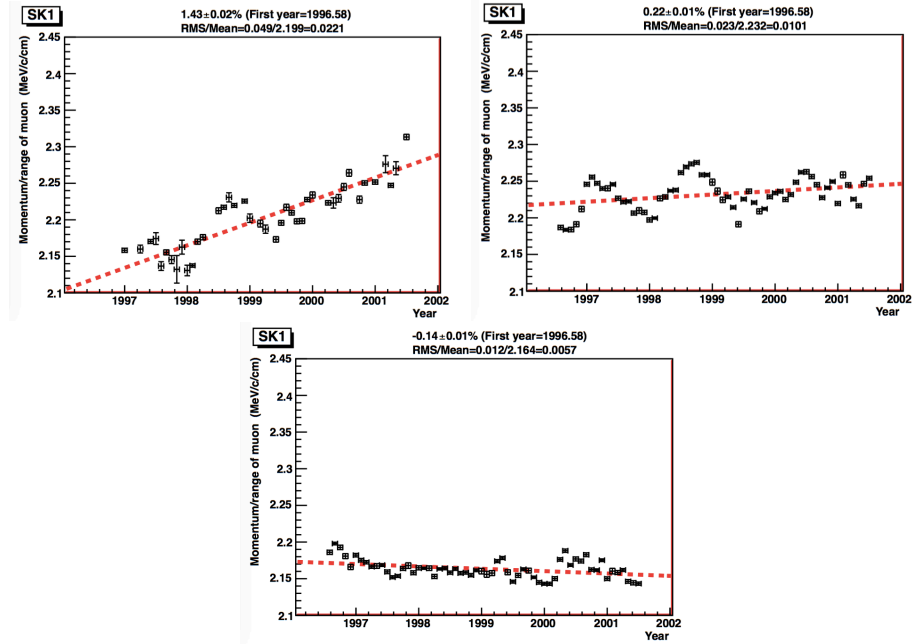 SK1
1.43±0.02% (First year=1996.58)
RMS/Mean=0.049/2.199=0.0221
Momentum/range of muon (MeV/c/cm)
2.45
2.4
2.35
2.3
2.25
2.2
2.15
2.1
1997 1998 1999 2000 2001 2002
Year
SK1
0.22±0.01% (First year=1996.58)
RMS/Mean=0.023/2.232=0.0101
Momentum/range of muon (MeV/c/cm)
2.45
2.4
2.35
2.3
2.25
2.2
2.15
2.1
1997 1998 1999 2000 2001 2002
Year
SK1
-0.14±0.01% (First year=1996.58)
RMS/Mean=0.012/2.164=0.0057
Momentum/range of muon (MeV/c/cm)
2.45
2.4
2.35
2.3
2.25
2.2
2.15
2.1
1997 1998 1999 2000 2001 2002
Year